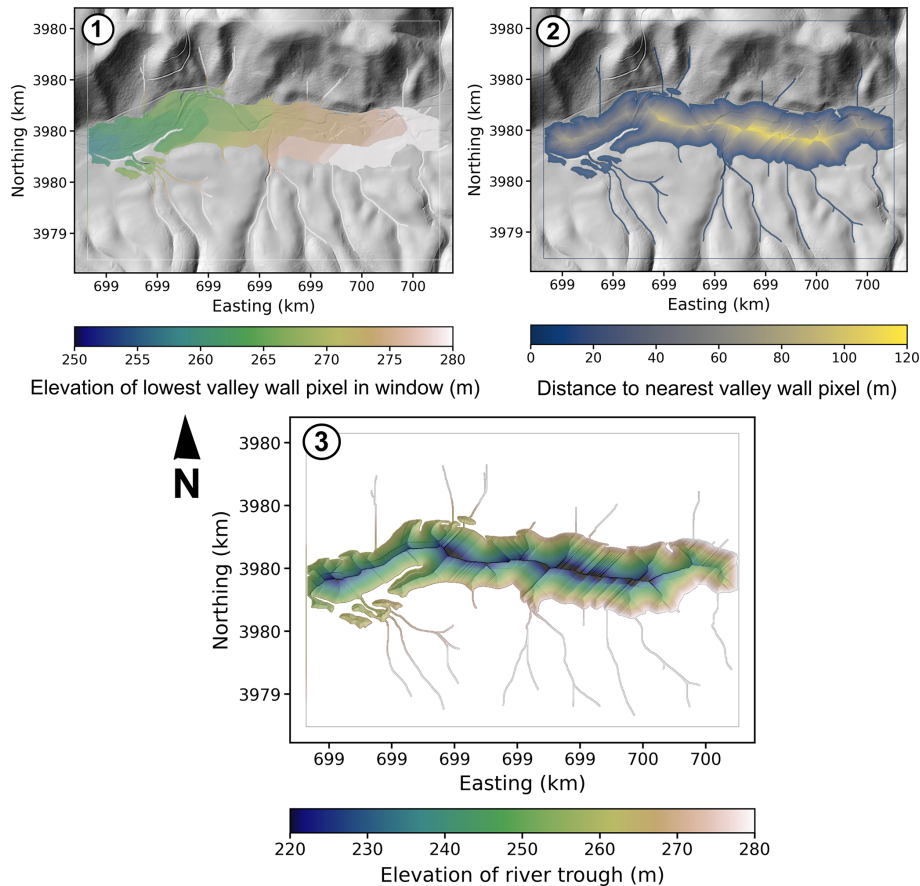 1
3980
3980
3980
3980
3979
Northing (km)
699 699 699 699 699 700 700
Easting (km)
250 255 260 265 270 275 280
Elevation of lowest valley wall pixel in window (m)
2
3980
3980
3980
3980
3979
Northing (km)
699 699 699 699 699 700 700
Easting (km)
0 20 40 60 80 100 120
Distance to nearest valley wall pixel (m)
N
3
3980
3980
3980
3980
3979
Northing (km)
699 699 699 699 699 700 700
Easting (km)
220 230 240 250 260 270 280
Elevation of river trough (m)